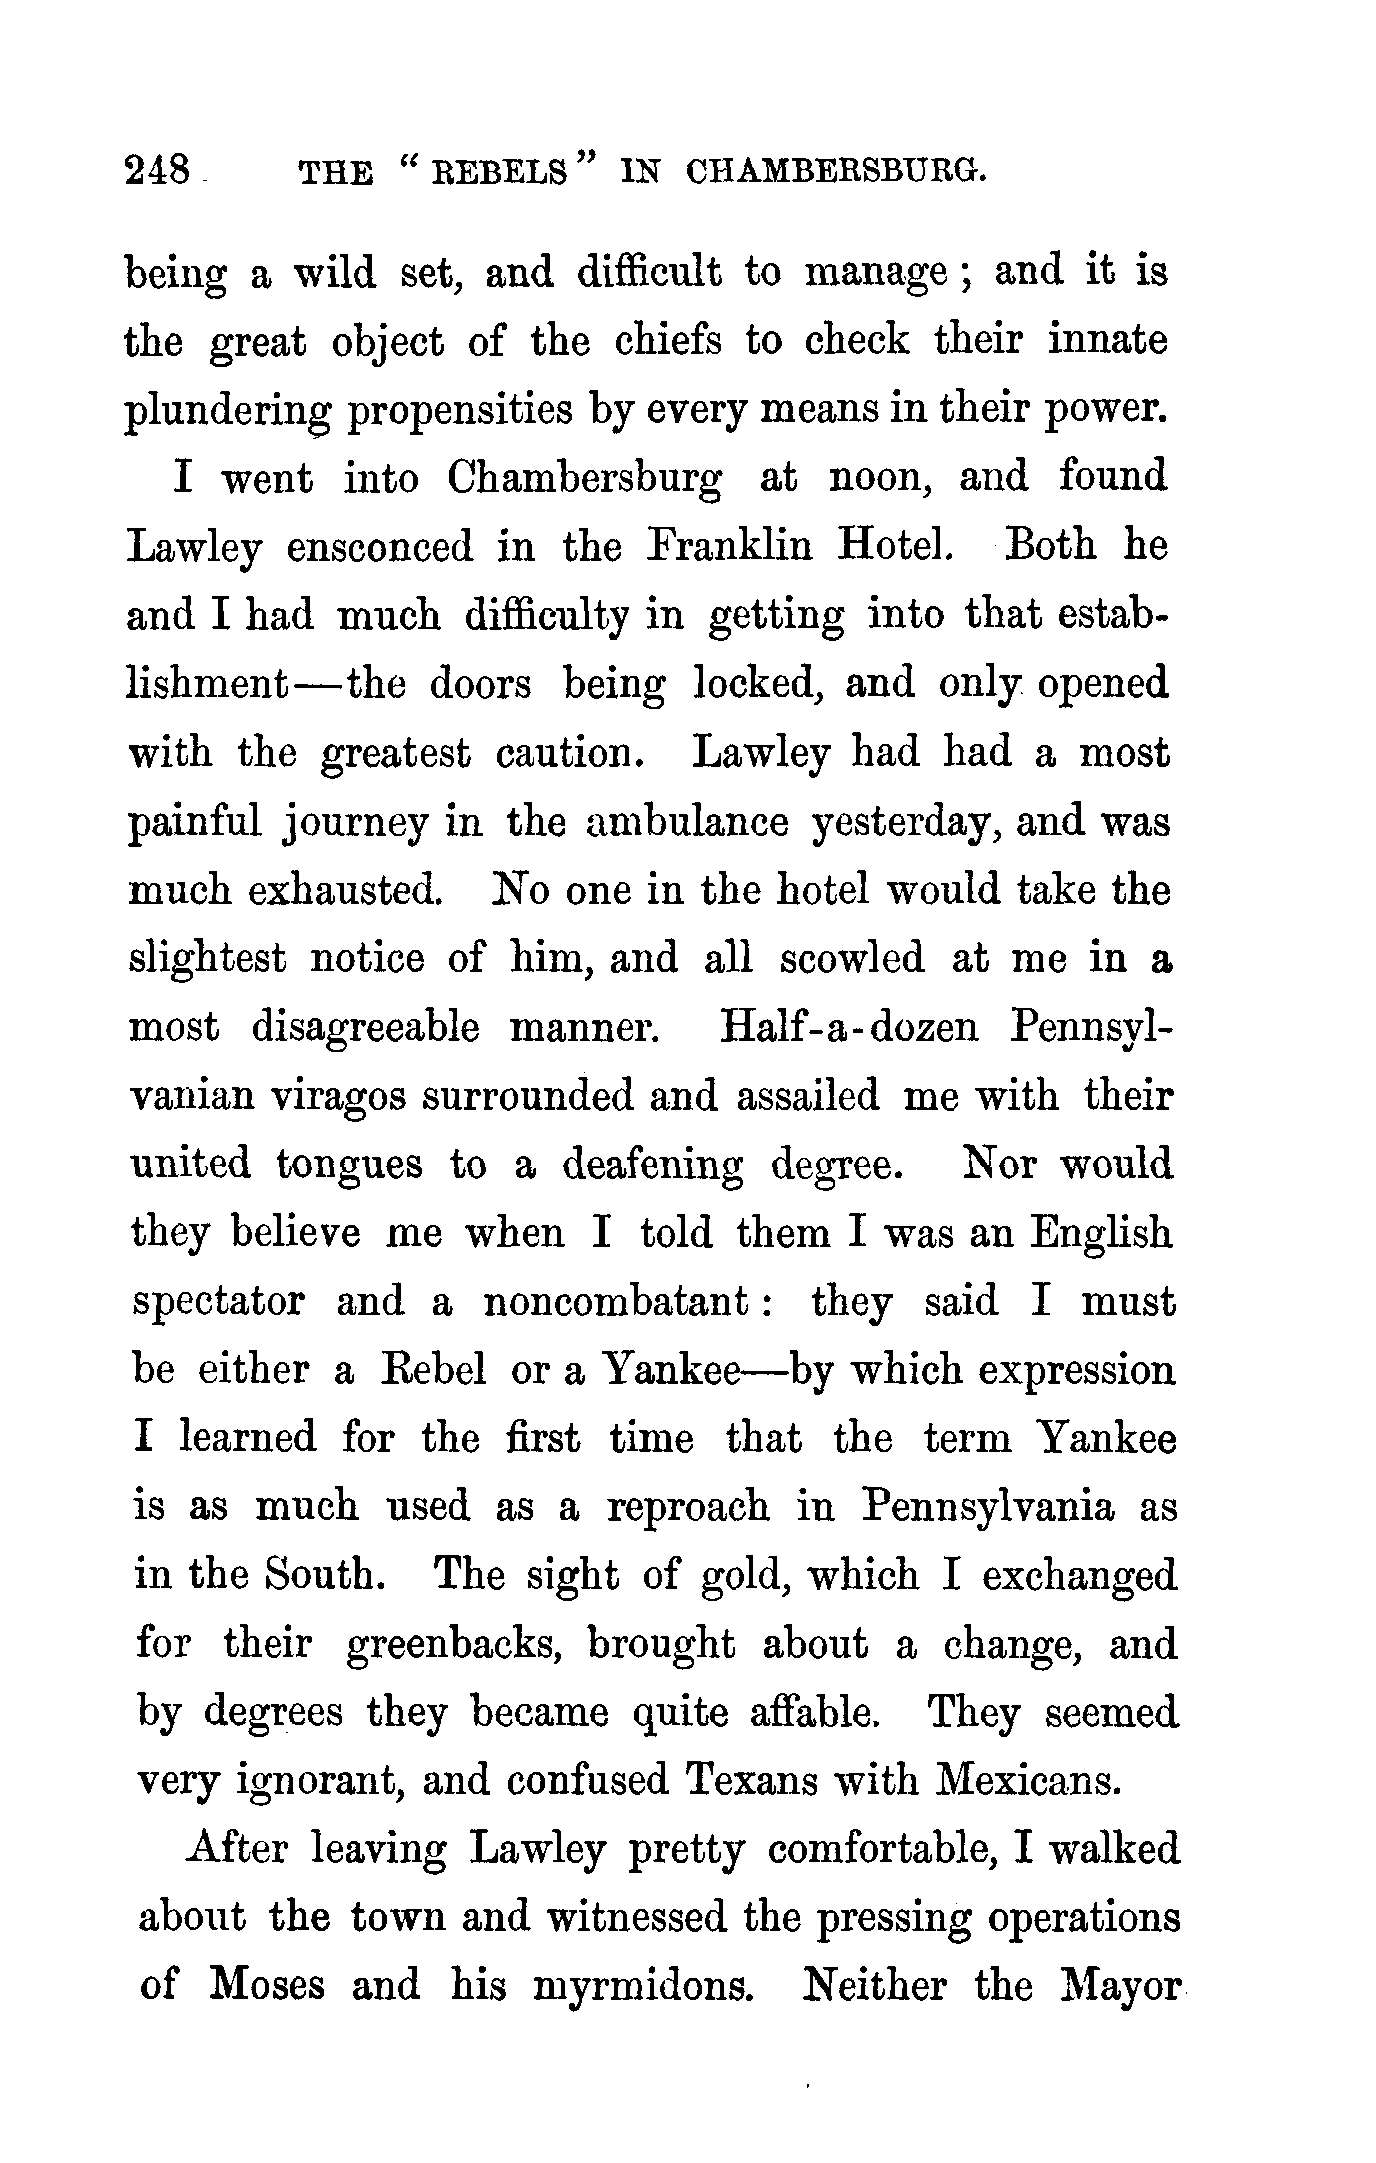 248 THE " REBELS " IN CHAMBERSBURG.
being a wild set, and difficult to manage ; and it is
the great object of the chiefs to check their innate
plundering propensities by every means in their power.
I went into Chambersburg at noon, and found
Lawley ensconced in the Franklin Hotel. Both he
and I had much difficulty in getting into that estab-
lishment—the doors being locked, and only opened
with the greatest caution. Lawley had had a most
painful journey in the ambulance yesterday, and was
much exhausted. No one in the hotel would take the
slightest notice of him, and all scowled at me in a
most disagreeable manner. Half-a-dozen Pennsyl-
vanian viragos surrounded and assailed me with their
united tongues to a deafening degree. Nor would
they believe me when I told them I was an English
spectator and a noncombatant : they said I must
be either a Rebel or a Yankee—by which expression
I learned for the first time that the term Yankee
is as much used as a reproach in Pennsylvania as
in the South. The sight of gold, which I exchanged
for their greenbacks, brought about a change, and
by degrees they became quite affable. They seemed
very ignorant, and confused Texans with Mexicans.
After leaving Lawley pretty comfortable, I walked
about the town and witnessed the pressing operations
of Moses and his myrmidons. Neither the Mayor